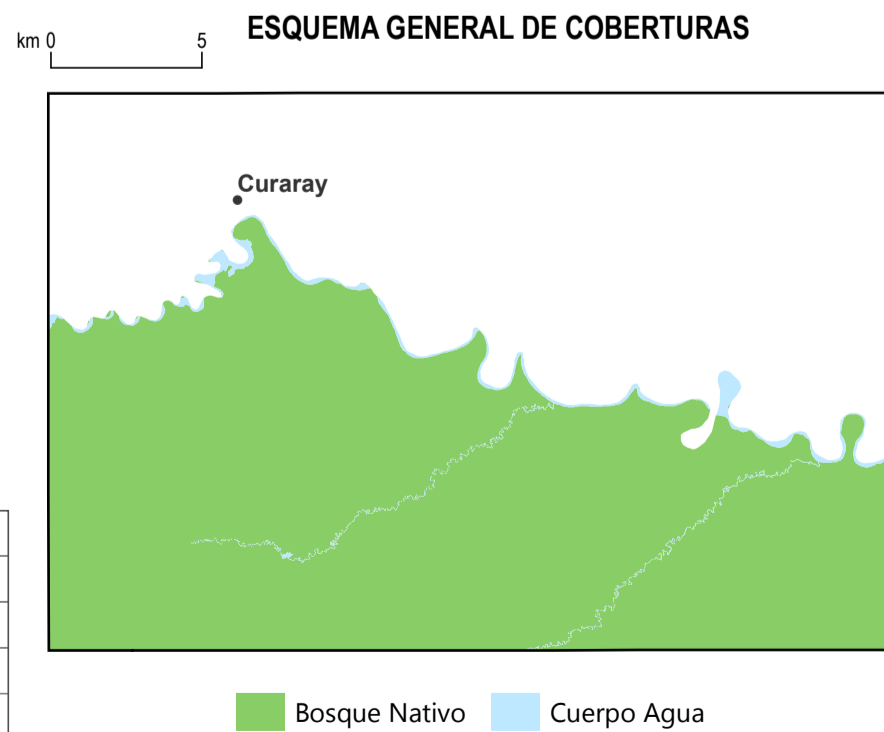 ESQUEMA GENERAL DE COBERTURAS
km 0 5
Curaray
Bosque Nativo
Cuerpo Agua